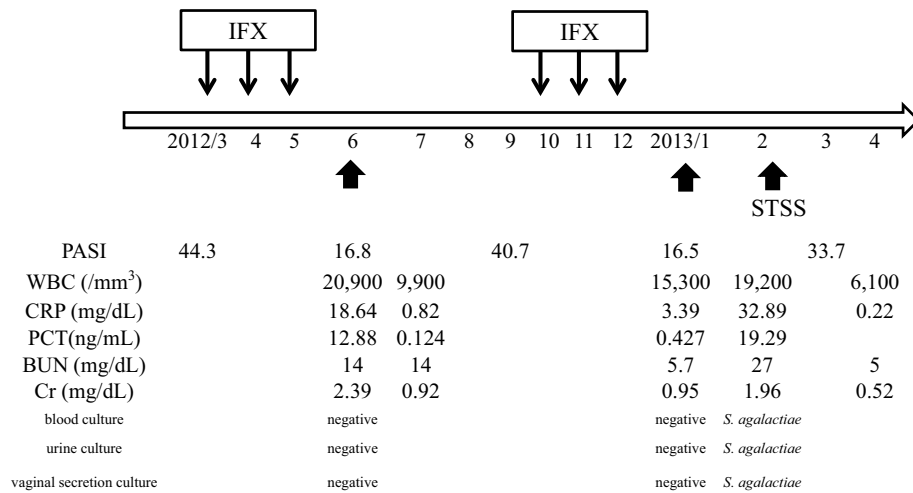 IFX IFX
2012/3 4 5 6 7 8 9 10 11 12 2013/1 2 3 4
STSS
PASI 44.3 16.8 40.7 16.5 33.7
WBC (/mm³) 20,900 9,900 15,300 19,200 6,100
CRP (mg/dL) 18.64 0.82 3.39 32.89 0.22
PCT(ng/mL) 12.88 0.124 0.427 19.29
BUN (mg/dL) 14 14 5.7 27 5
Cr (mg/dL) 2.39 0.92 0.95 1.96 0.52
blood culture negative negative S. agalactiae
urine culture negative negative S. agalactiae
vaginal secretion culture negative negative S. agalactiae